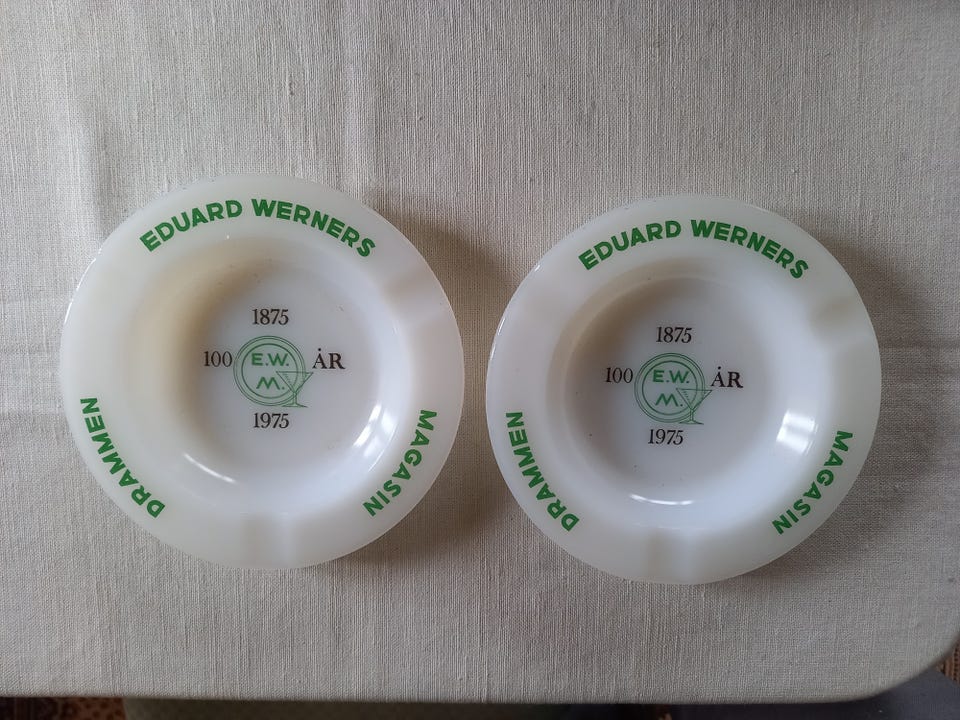 EDUARD WERNERS
MAGASIN
DRAMMEN
1875
100 ÅR
E.W.
M.
1975
EDUARD WERNERS
MAGASIN
DRAMMEN
1875
100 ÅR
E.W.
M.
1975